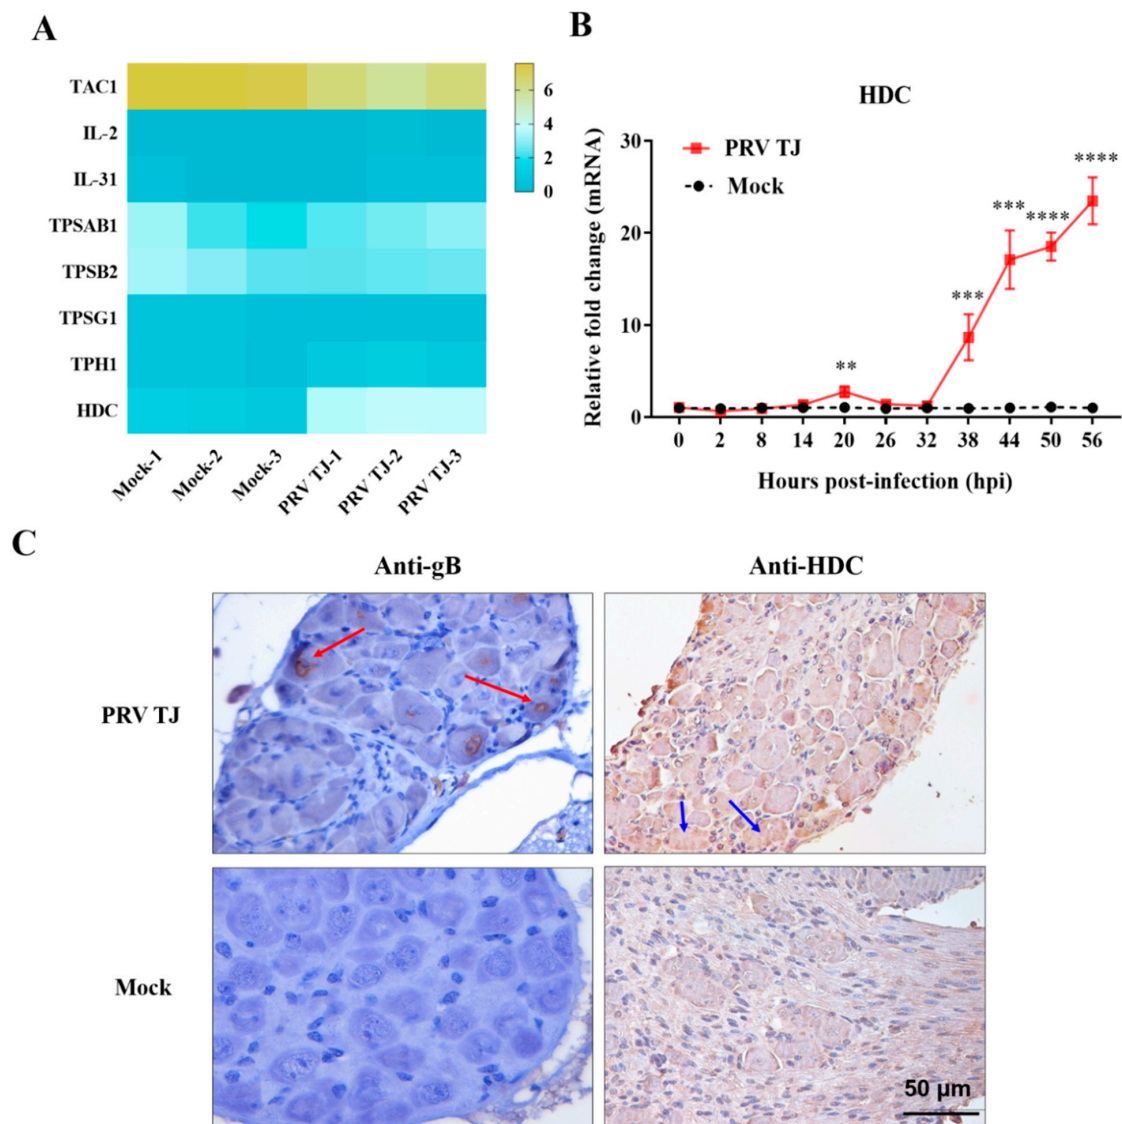 A
TAC1
IL-2
IL-31
TPSAB1
TPSB2
TPSG1
TPH1
HDC
Mock-1
Mock-2
Mock-3
PRV TJ-1
PRV TJ-2
PRV TJ-3
6
4
2
0
B
HDC
PRV TJ
Mock
Relative fold change (mRNA)
30
20
10
0
**
***
***
****
****
0 2 8 14 20 26 32 38 44 50 56
Hours post-infection (hpi)
C
Anti-gB Anti-HDC
PRV TJ
Mock
50 μm